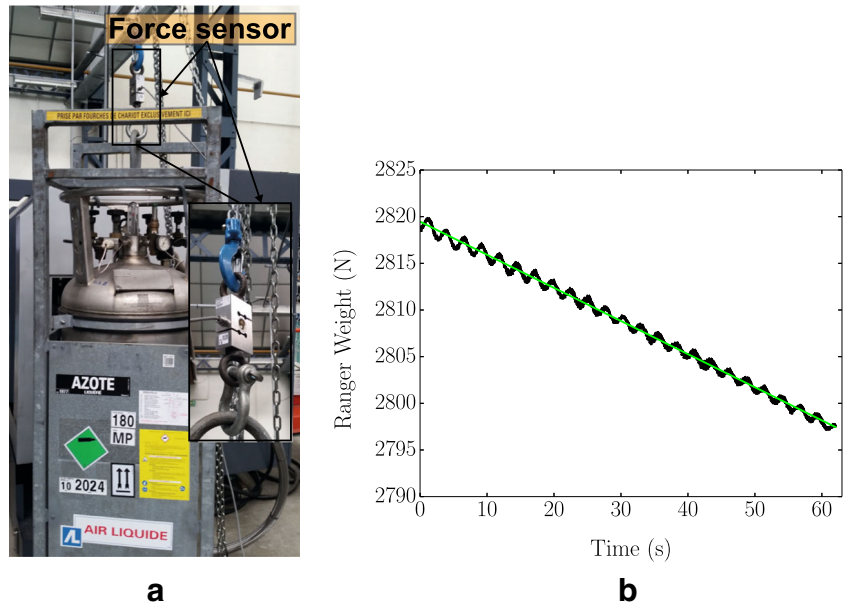 Force sensor
PRISE PAR FOURCHES DE CHARIOT EXCLUSIVEMENT ICI
AZOTE
180
MP
10 2024
AIR LIQUIDE
a
2825
2820
2815
2810
2805
2800
2795
2790
Ranger Weight (N)
0 10 20 30 40 50 60
Time (s)
b